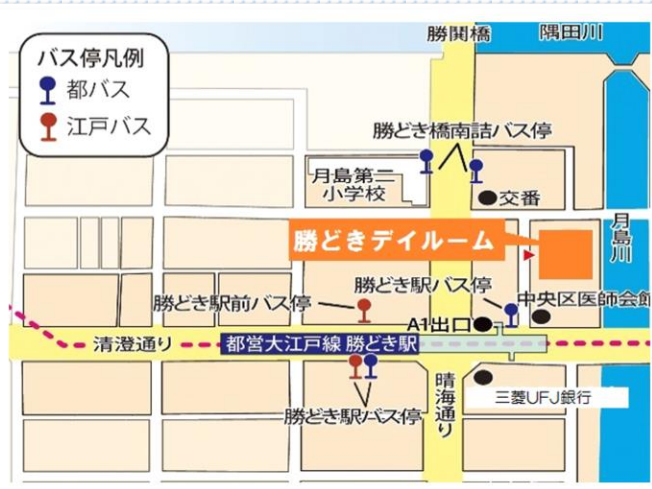 勝鬨橋
隅田川
バス停凡例
都バス
江戸バス
勝どき橋南詰バス停
月島第二
小学校
交番
月島川
勝どきデイルーム
勝どき駅バス停
勝どき駅前バス停
中央区医師会館
A1出口
清澄通り
都営大江戸線 勝どき駅
晴海通り
三菱UFJ銀行
勝どき駅バス停